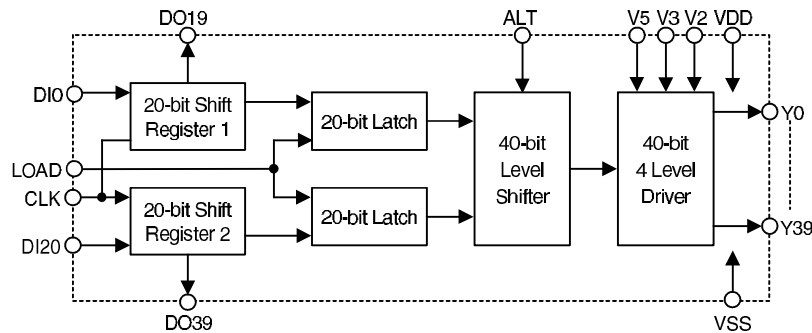 DO19
ALT
V5
V3
V2
VDD
DI0
20-bit Shift
Register 1
20-bit Latch
40-bit
Level
Shifter
40-bit
4 Level
Driver
Y0
LOAD
CLK
20-bit Shift
Register 2
20-bit Latch
DI20
Y39
DO39
VSS